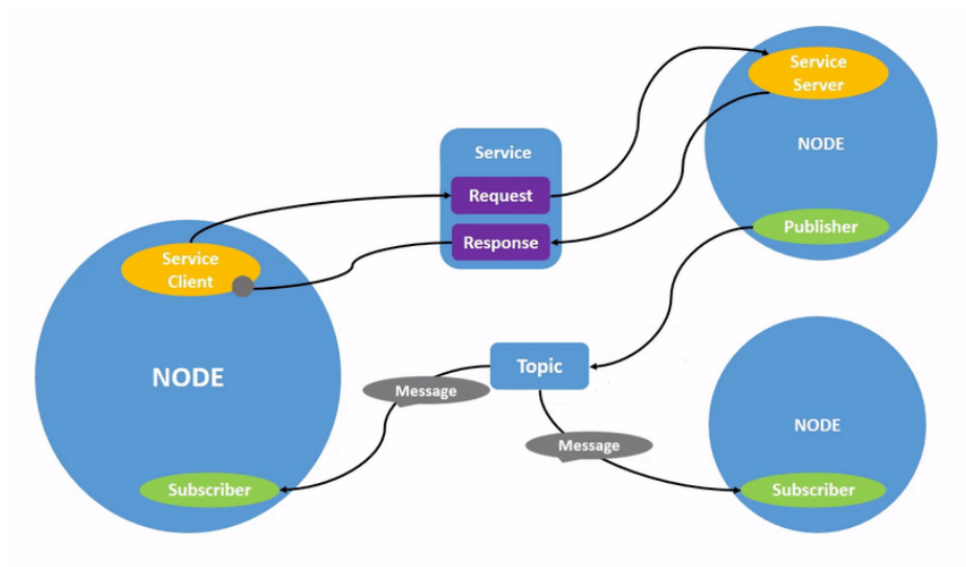 Service
Server
NODE
Publisher
Service
Request
Response
Service
Client
NODE
Subscriber
Topic
Message
Message
NODE
Subscriber